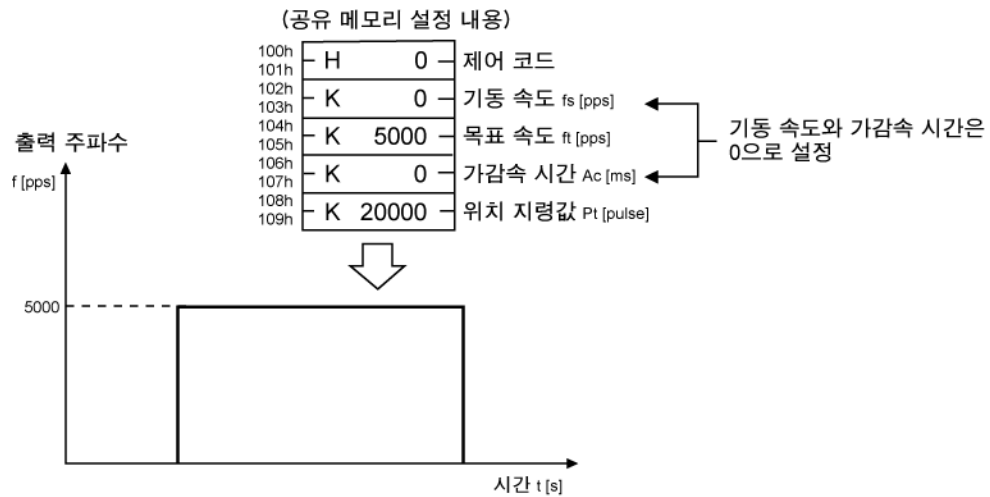 (공유 메모리 설정 내용)
100h
101h
H 0 제어 코드
102h
103h
K 0 기동 속도 fs [pps]
104h
105h
K 5000 목표 속도 ft [pps]
106h
107h
K 0 가감속 시간 Ac [ms]
108h
109h
K 20000 위치 지령값 Pt [pulse]
기동 속도와 가감속 시간은
0으로 설정
출력 주파수
f [pps]
5000
시간 t [s]